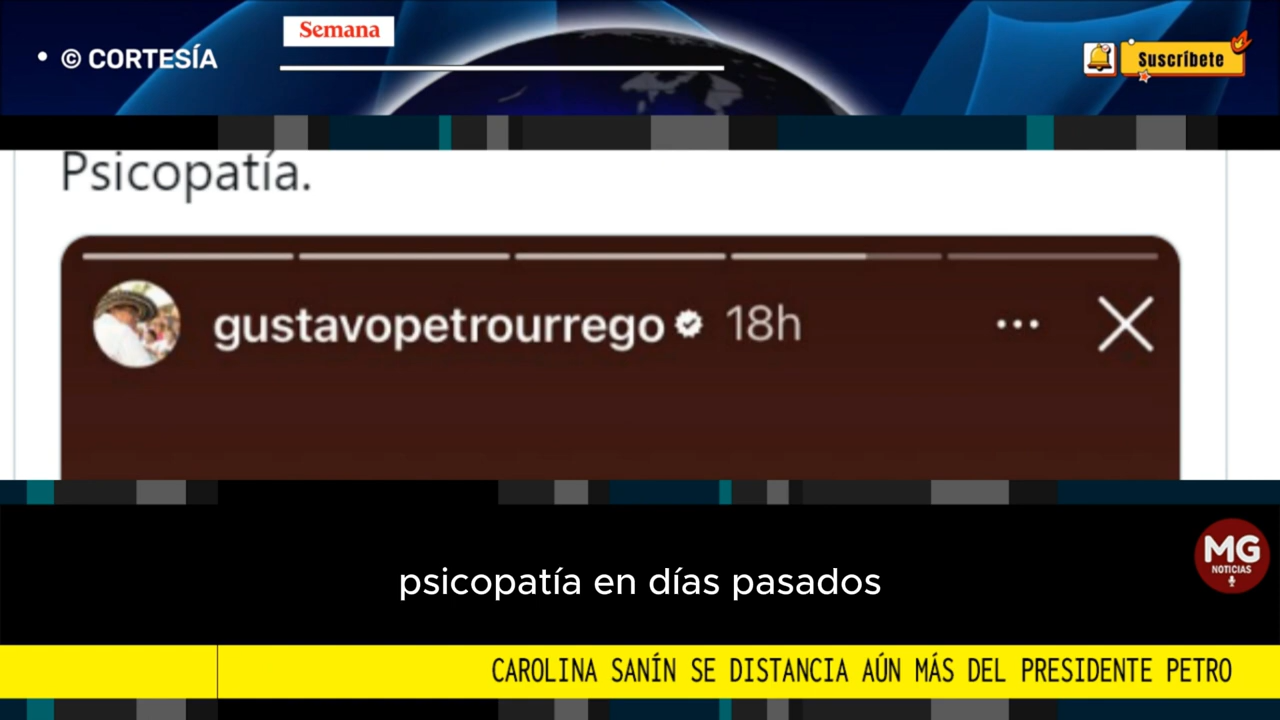 Semana
• © CORTESÍA
Suscríbete
Psicopatía.
gustavopetrourrego 18h
psicopatía en días pasados
MG
NOTICIAS
CAROLINA SANÍN SE DISTANCIA AÚN MÁS DEL PRESIDENTE PETRO